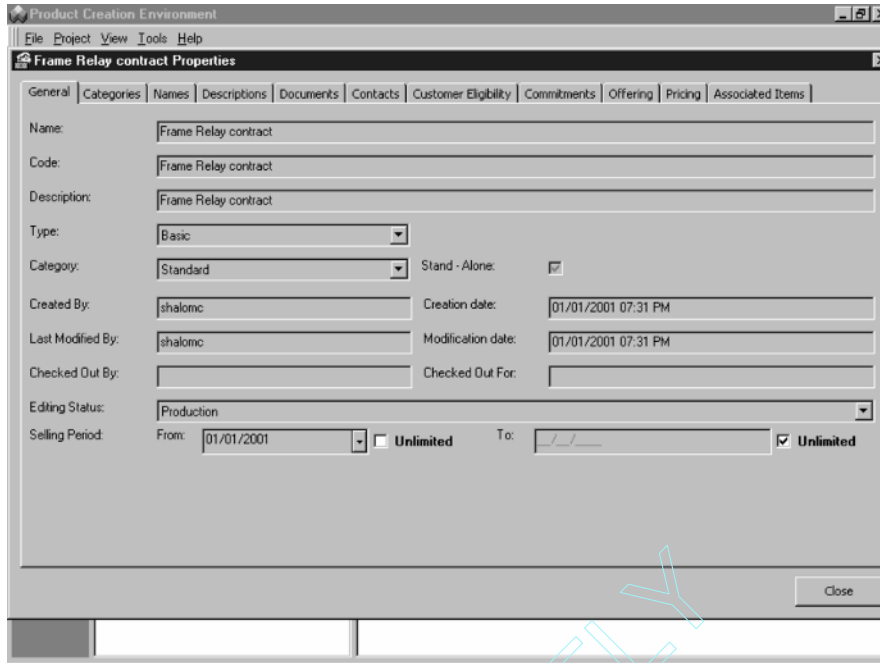 Product Creation Environment
File Project View Tools Help
Frame Relay contract Properties
General Categories Names Descriptions Documents Contacts Customer Eligibility Commitments Offering Pricing Associated Items
Name: Frame Relay contract
Code: Frame Relay contract
Description: Frame Relay contract
Type: Basic
Category: Standard Stand - Alone:
Created By: shalomc Creation date: 01/01/2001 07:31 PM
Last Modified By: shalomc Modification date: 01/01/2001 07:31 PM
Checked Out By: Checked Out For:
Editing Status: Production
Selling Period: From: 01/01/2001 Unlimited To: __/__/____ Unlimited
Close
LY